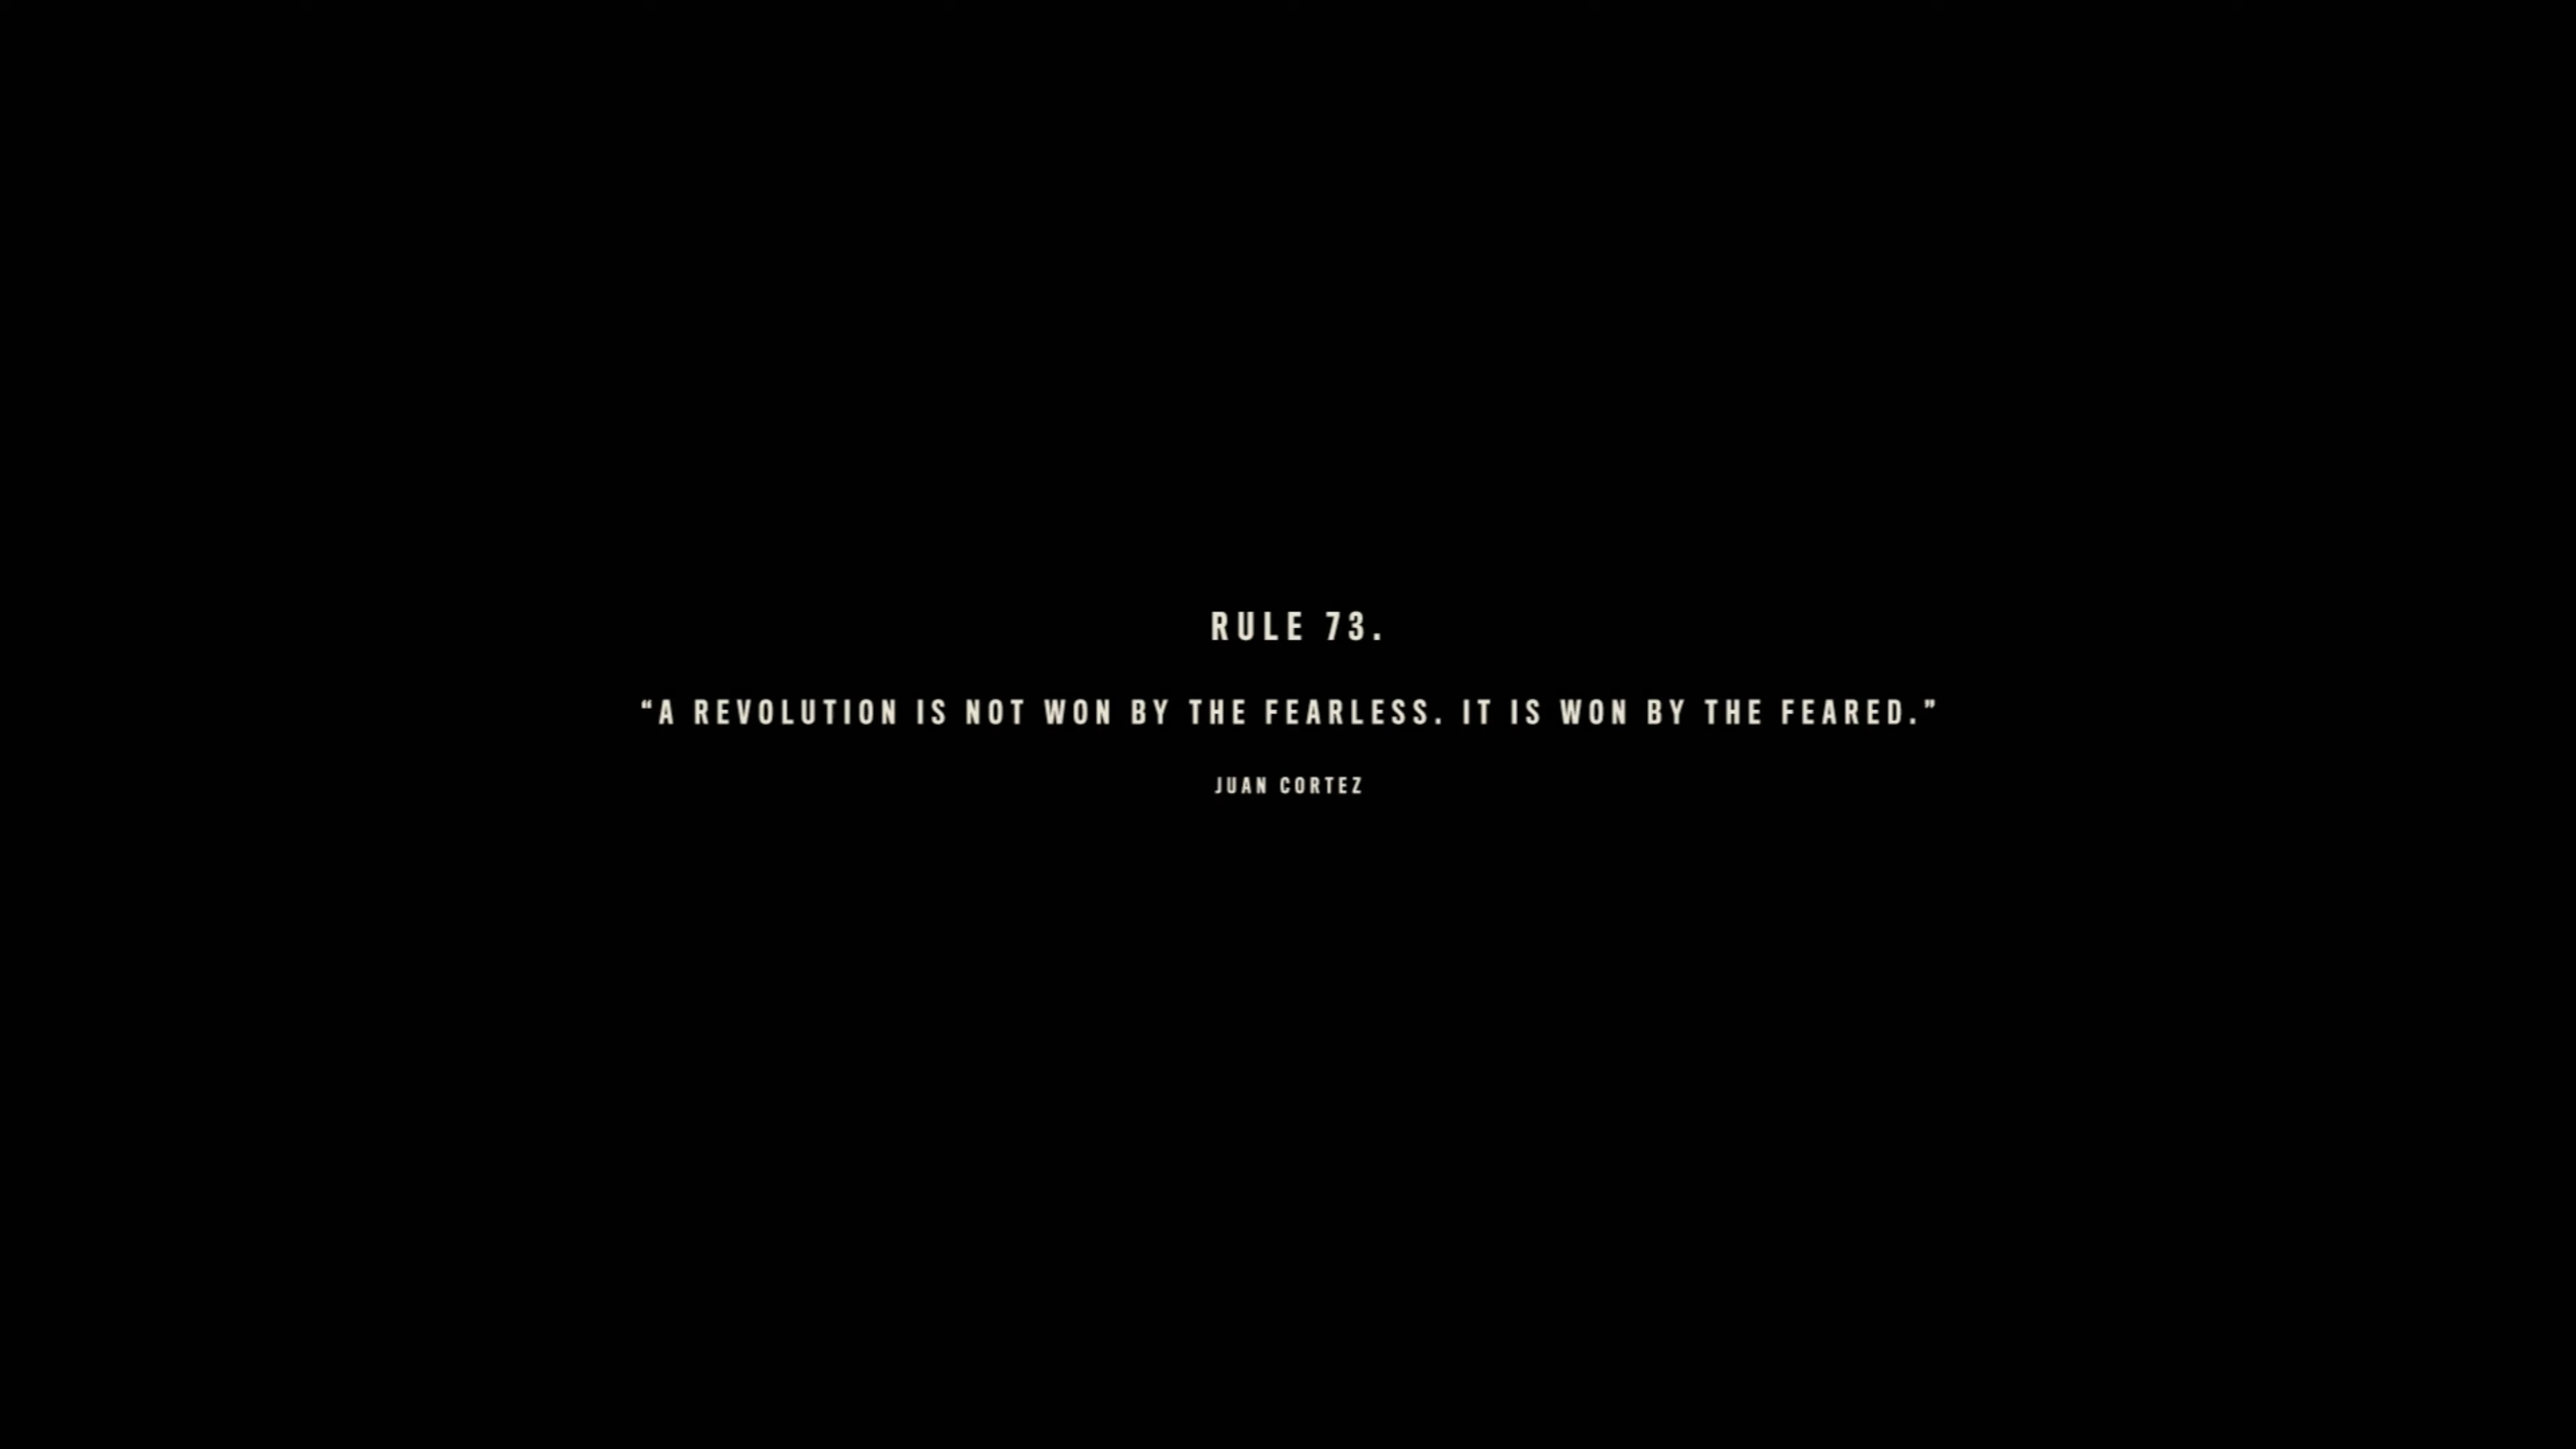 RULE 73.
“A REVOLUTION IS NOT WON BY THE FEARLESS. IT IS WON BY THE FEARED.”
JUAN CORTEZ